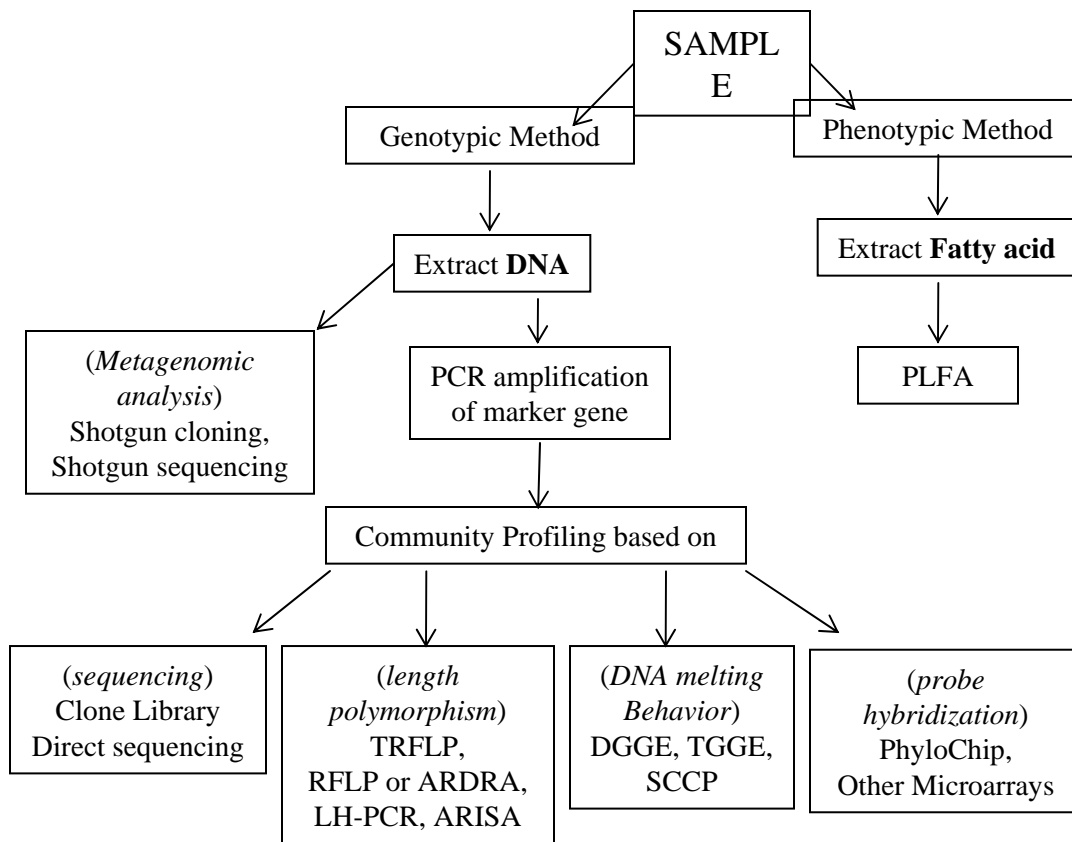 SAMPL
E
Genotypic Method
Phenotypic Method
Extract DNA
Extract Fatty acid
(Metagenomic
analysis)
Shotgun cloning,
Shotgun sequencing
PCR amplification
of marker gene
PLFA
Community Profiling based on
(sequencing)
Clone Library
Direct sequencing
(length
polymorphism)
TRFLP,
RFLP or ARDRA,
LH-PCR, ARISA
(DNA melting
Behavior)
DGGE, TGGE,
SCCP
(probe
hybridization)
PhyloChip,
Other Microarrays